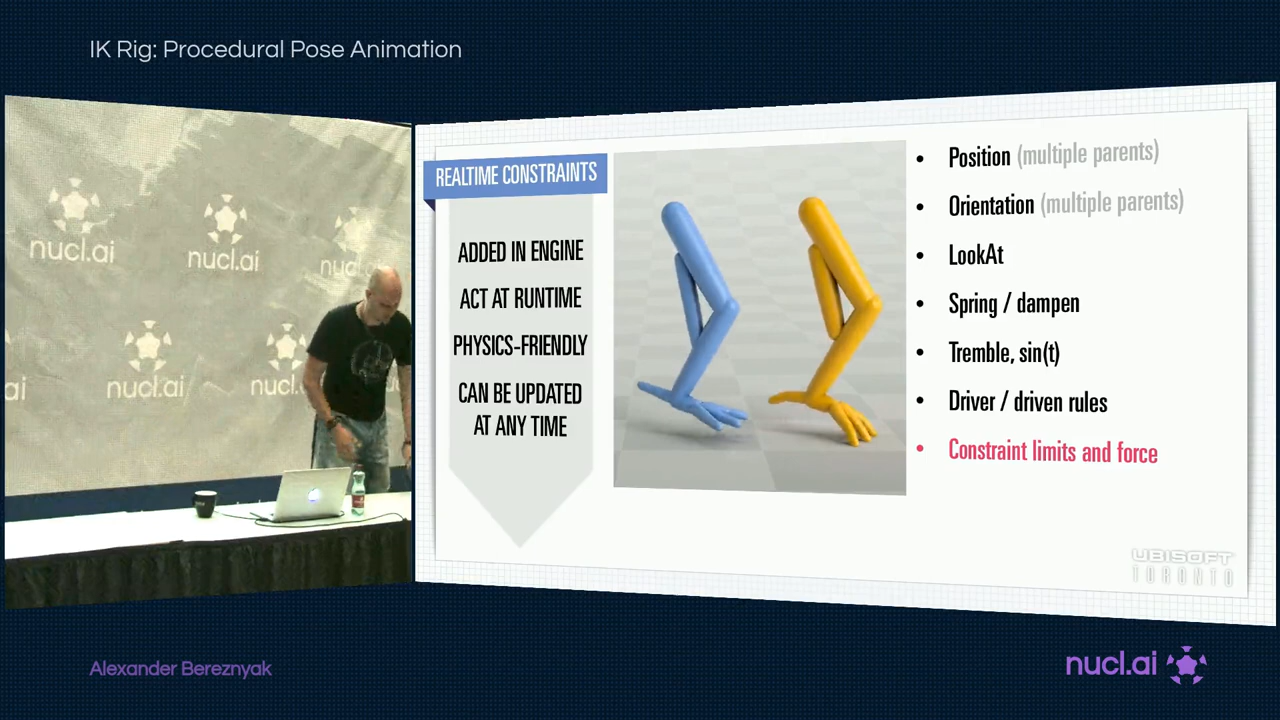 IK Rig: Procedural Pose Animation
nucl.ai
nucl.ai
nucl.ai
ai
nucl.ai
nucl.ai
REALTIME CONSTRAINTS
ADDED IN ENGINE
ACT AT RUNTIME
PHYSICS-FRIENDLY
CAN BE UPDATED
AT ANY TIME
• Position (multiple parents)
• Orientation (multiple parents)
• LookAt
• Spring / dampen
• Tremble, sin(t)
• Driver / driven rules
• Constraint limits and force
UBISOFT
TORONTO
Alexander Bereznyak
nucl.ai